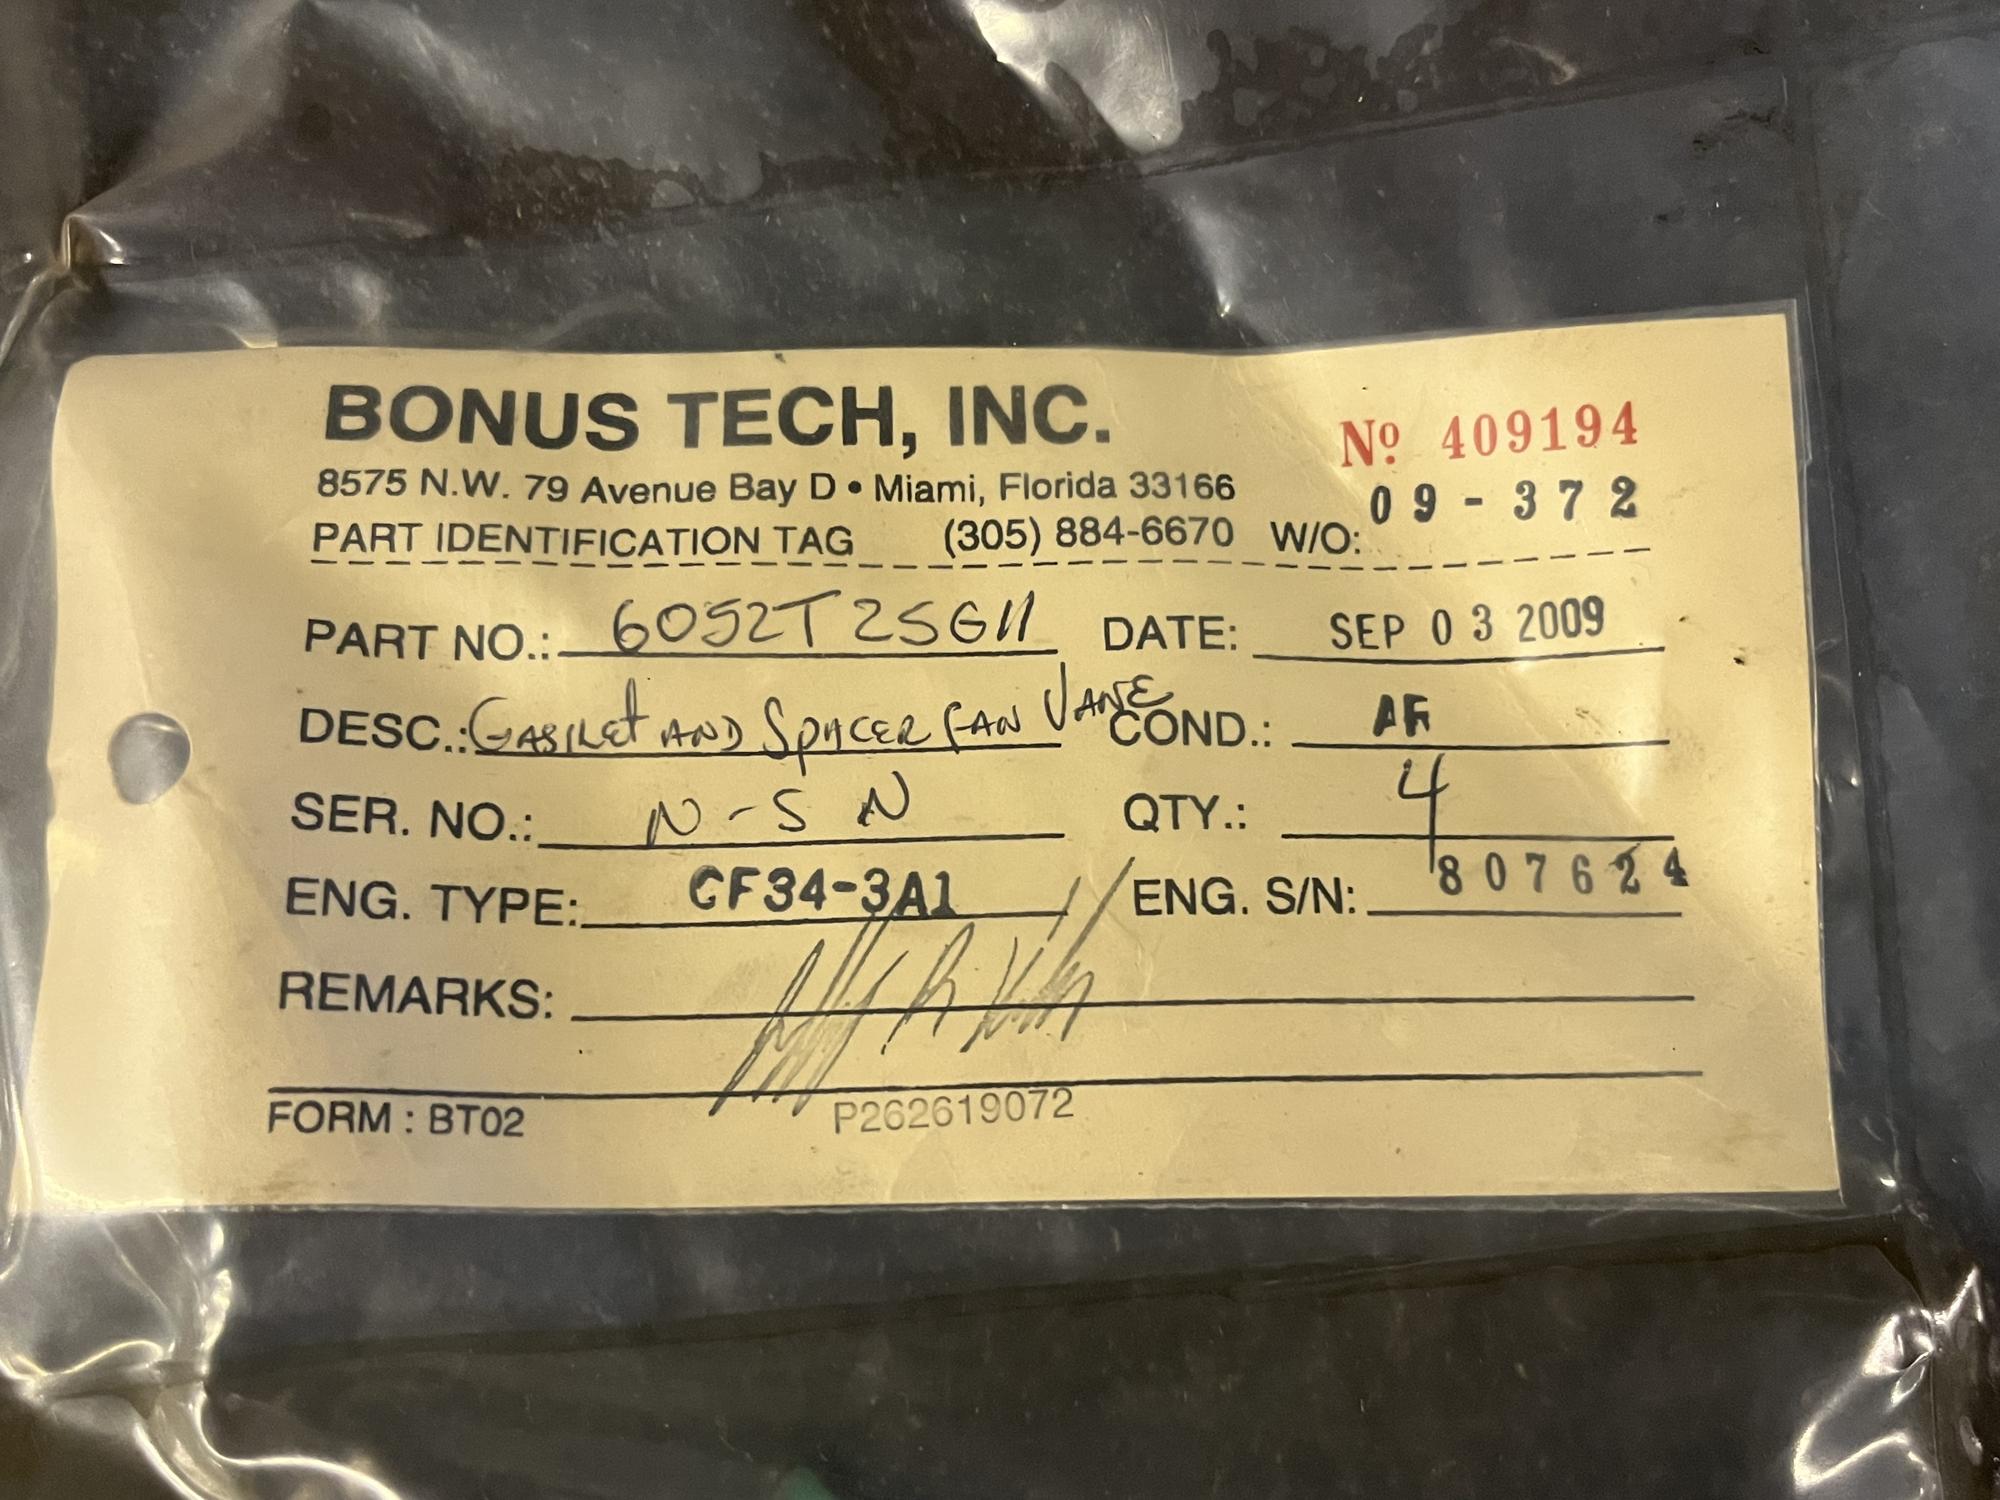 BONUS TECH, INC.
Nº 409194
8575 N.W. 79 Avenue Bay D • Miami, Florida 33166
PART IDENTIFICATION TAG (305) 884-6670 W/O: 09-372
PART NO.: 6052T25G11 DATE: SEP 03 2009
DESC.: GASKET AND SPACER FAN VANE COND.: AR
SER. NO.: N-S N QTY.: 4
ENG. TYPE: CF34-3A1 ENG. S/N: 807624
REMARKS:
FORM : BT02 P262619072